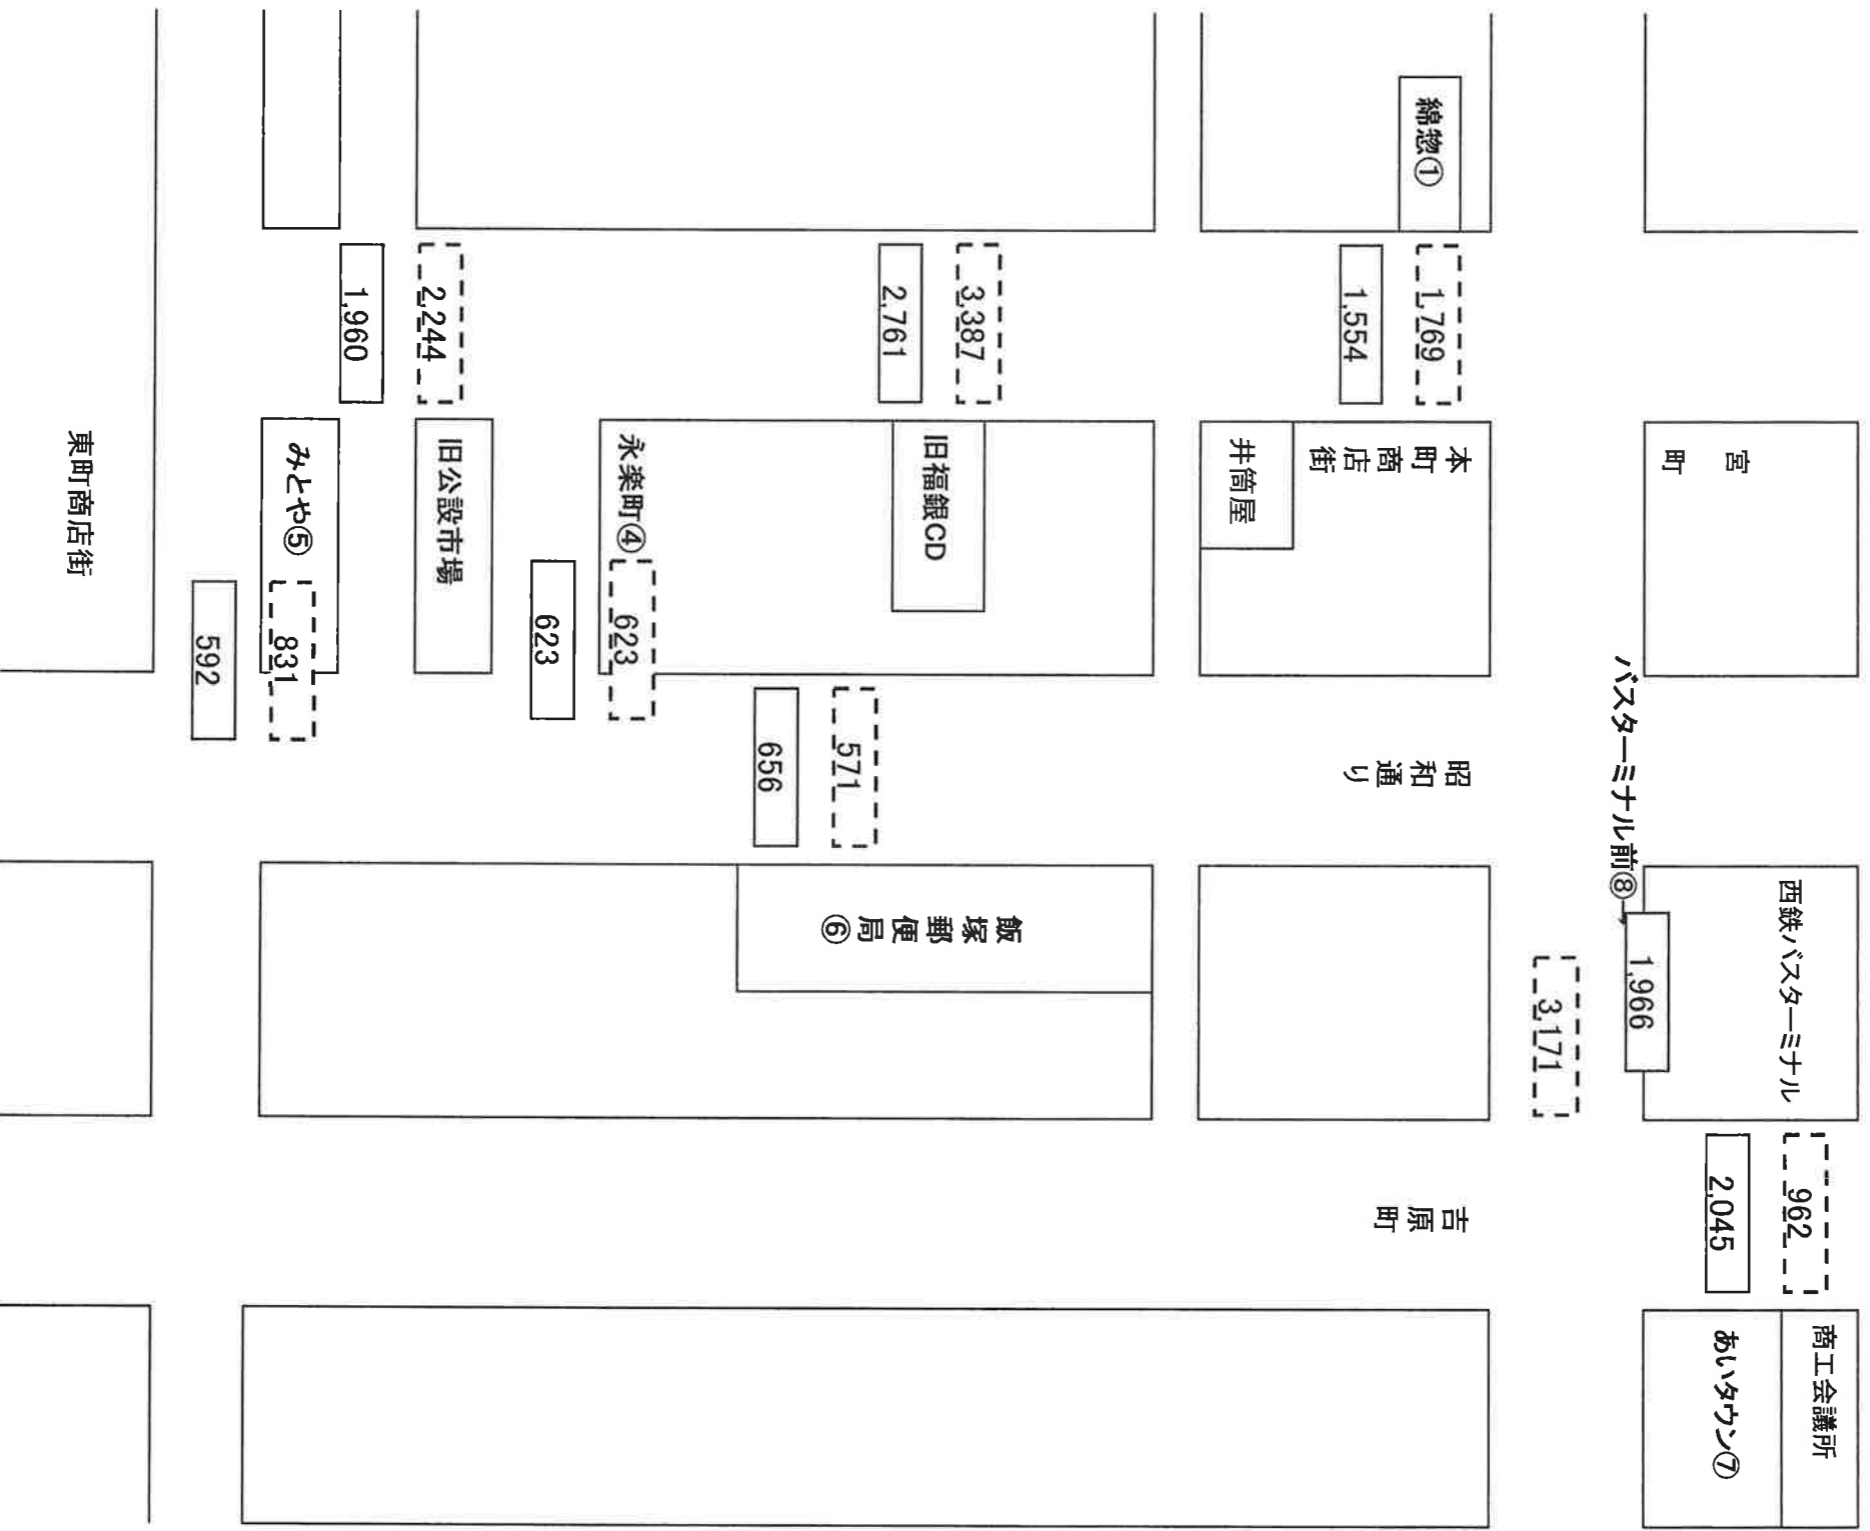 綿惣①
1,769
1,554
3,387
2,761
2,244
1,960
宮町
本町商店街
井筒屋
旧福銀CD
永楽町④
623
623
旧公設市場
みとや⑤
831
592
東町商店街
571
656
昭和通り
バスターミナル前⑧→
1,966
3,171
西鉄バスターミナル
飯塚郵便局⑥
962
2,045
吉原町
商工会議所
あいタウン⑦